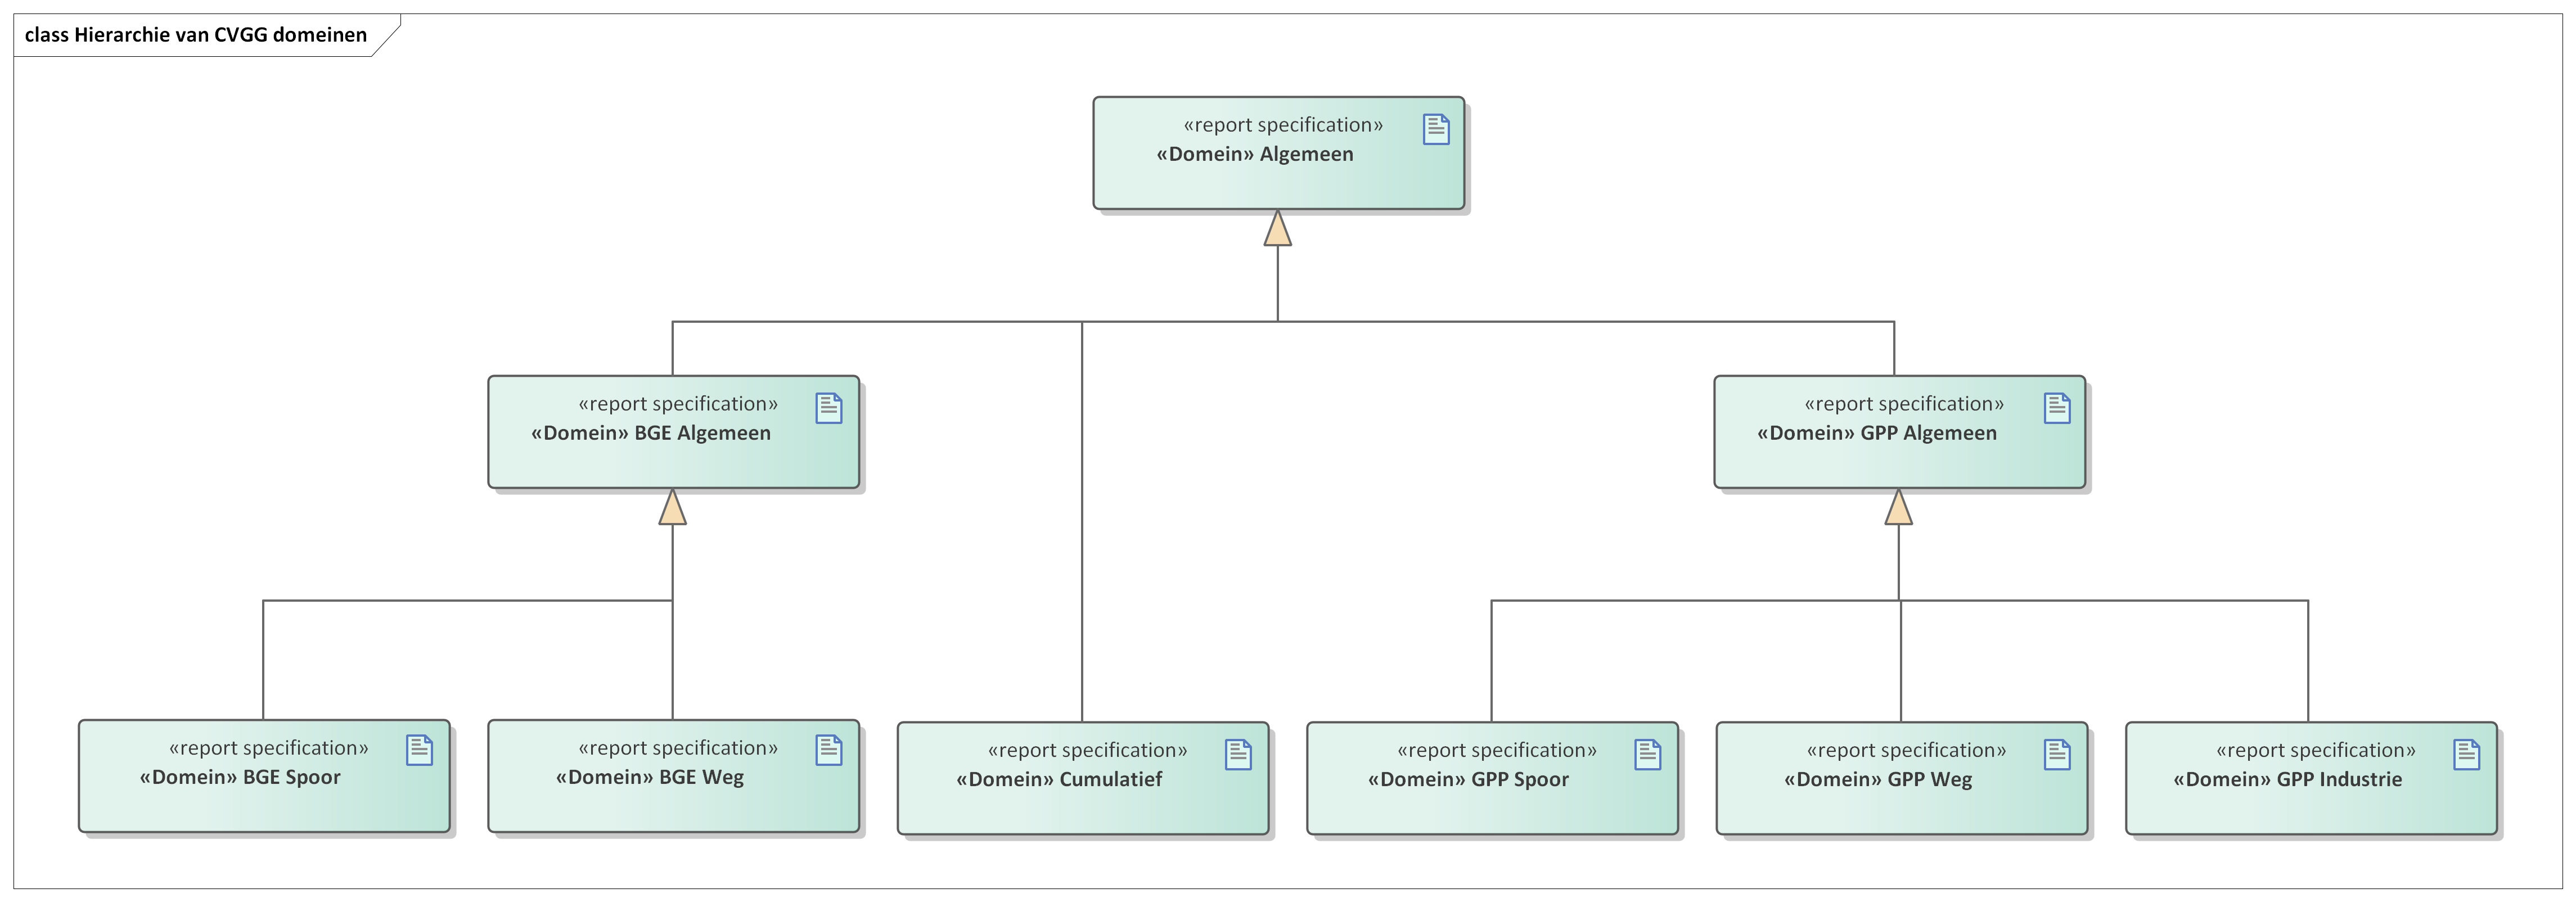 class Hierarchie van CVGG domeinen
«report specification»
«Domein» Algemeen
«report specification»
«Domein» BGE Algemeen
«report specification»
«Domein» GPP Algemeen
«report specification»
«Domein» BGE Spoor
«report specification»
«Domein» BGE Weg
«report specification»
«Domein» Cumulatief
«report specification»
«Domein» GPP Spoor
«report specification»
«Domein» GPP Weg
«report specification»
«Domein» GPP Industrie